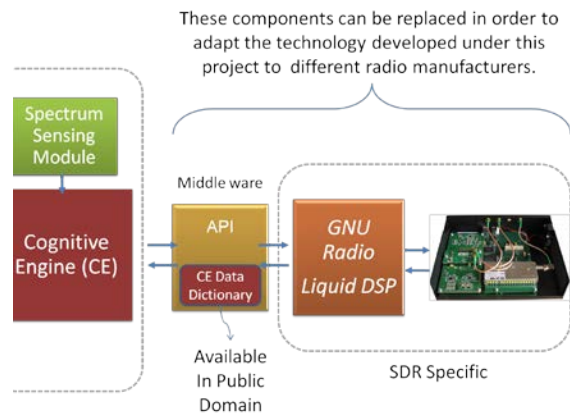 These components can be replaced in order to
adapt the technology developed under this
project to different radio manufacturers.
Spectrum
Sensing
Module
Cognitive
Engine (CE)
Middle ware
API
CE Data
Dictionary
Available
In Public
Domain
GNU
Radio
Liquid DSP
SDR Specific